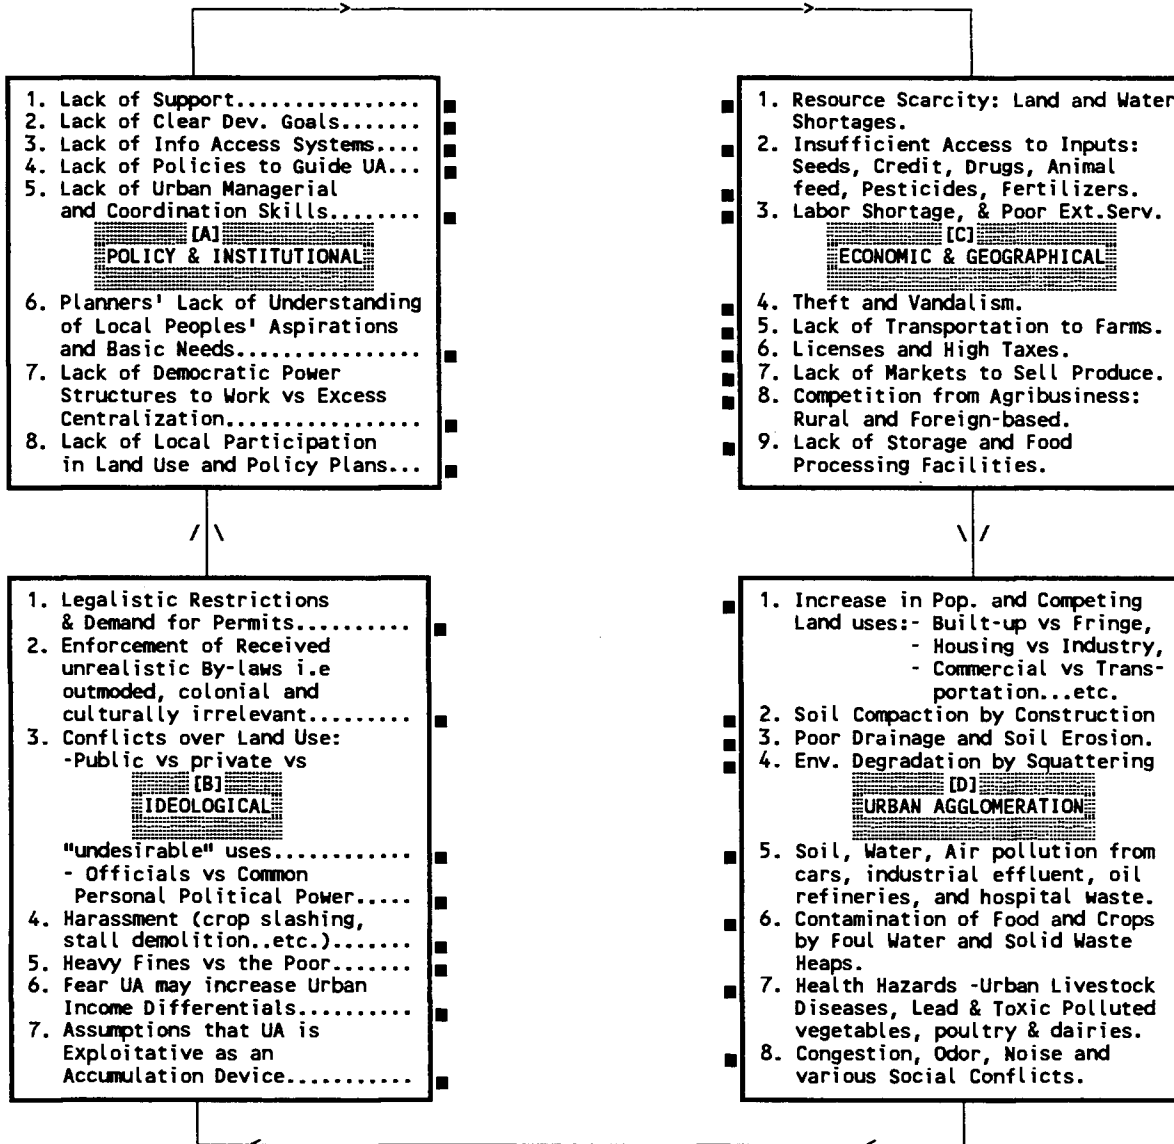 1. Lack of Support................
2. Lack of Clear Dev. Goals.......
3. Lack of Info Access Systems....
4. Lack of Policies to Guide UA...
5. Lack of Urban Managerial
and Coordination Skills........
[A]
POLICY & INSTITUTIONAL
6. Planners' Lack of Understanding
of Local Peoples' Aspirations
and Basic Needs................
7. Lack of Democratic Power
Structures to Work vs Excess
Centralization.................
8. Lack of Local Participation
in Land Use and Policy Plans...
1. Resource Scarcity: Land and Water
Shortages.
2. Insufficient Access to Inputs:
Seeds, Credit, Drugs, Animal
feed, Pesticides, Fertilizers.
3. Labor Shortage, & Poor Ext.Serv.
[C]
ECONOMIC & GEOGRAPHICAL
4. Theft and Vandalism.
5. Lack of Transportation to Farms.
6. Licenses and High Taxes.
7. Lack of Markets to Sell Produce.
8. Competition from Agribusiness:
Rural and Foreign-based.
9. Lack of Storage and Food
Processing Facilities.
1. Legalistic Restrictions
& Demand for Permits..........
2. Enforcement of Received
unrealistic By-laws i.e
outmoded, colonial and
culturally irrelevant.........
3. Conflicts over Land Use:
-Public vs private vs
[B]
IDEOLOGICAL
"undesirable" uses............
- Officials vs Common
Personal Political Power.....
4. Harassment (crop slashing,
stall demolition..etc.).......
5. Heavy Fines vs the Poor.......
6. Fear UA may increase Urban
Income Differentials..........
7. Assumptions that UA is
Exploitative as an
Accumulation Device...........
1. Increase in Pop. and Competing
Land uses:- Built-up vs Fringe,
- Housing vs Industry,
- Commercial vs Trans-
portation...etc.
2. Soil Compaction by Construction
3. Poor Drainage and Soil Erosion.
4. Env. Degradation by Squattering
[D]
URBAN AGGLOMERATION
5. Soil, Water, Air pollution from
cars, industrial effluent, oil
refineries, and hospital waste.
6. Contamination of Food and Crops
by Foul Water and Solid Waste
Heaps.
7. Health Hazards -Urban Livestock
Diseases, Lead & Toxic Polluted
vegetables, poultry & dairies.
8. Congestion, Odor, Noise and
various Social Conflicts.